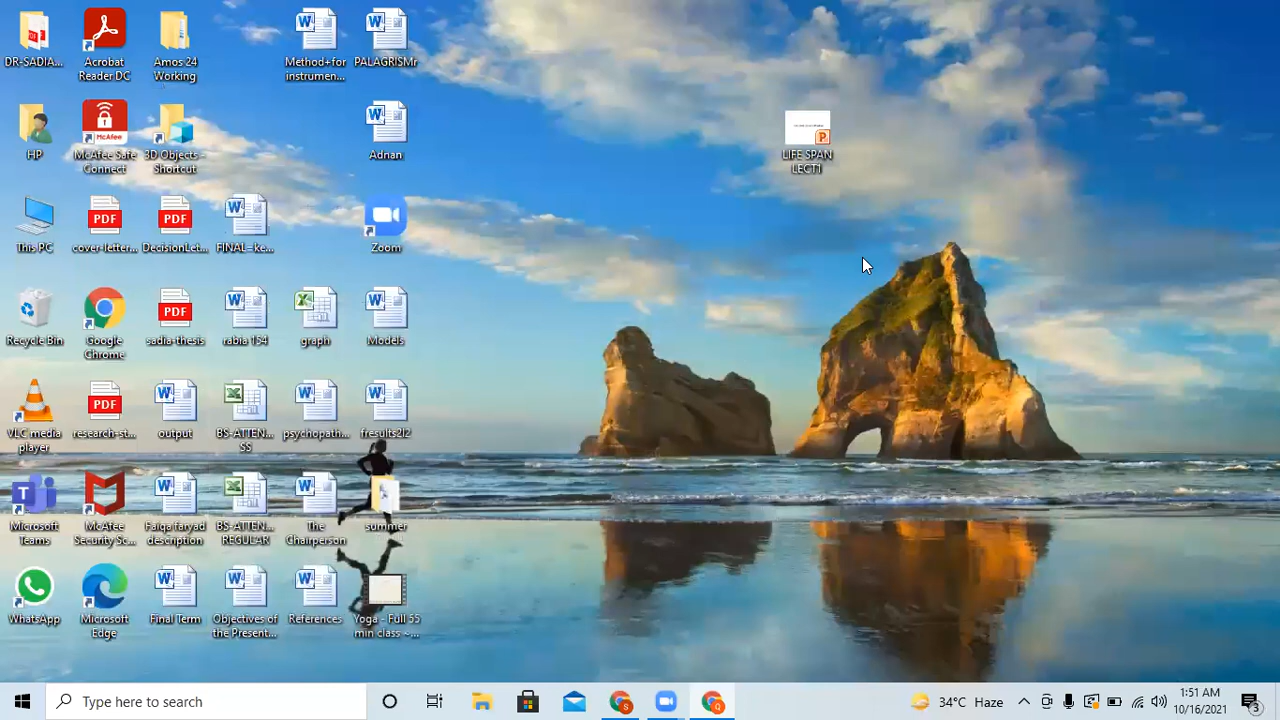 DR-SADIA...
Acrobat
Reader DC
Amos 24
Working
Method+for
instrumen...
PALAGRISMr
LIFE SPAN
LECT1
HP
McAfee Safe
Connect
3D Objects -
Shortcut
Adnan
This PC
cover-letter...
DecisionLet...
FINAL--ke...
Zoom
Recycle Bin
Google
Chrome
sadia-thesis
rabia 154
graph
Models
VLC media
player
research-st...
output
BS-ATTEN...
SS
psychopath...
fresults2l2
Microsoft
Teams
McAfee
Security Sc...
Faiqa faryad
description
BS-ATTEN...
REGULAR
The
Chairperson
summer
WhatsApp
Microsoft
Edge
Final Term
Objectives of
the Present...
References
Yoga - Full 55
min class ~...
Type here to search
34°C Haze
1:51 AM
10/16/2021
3